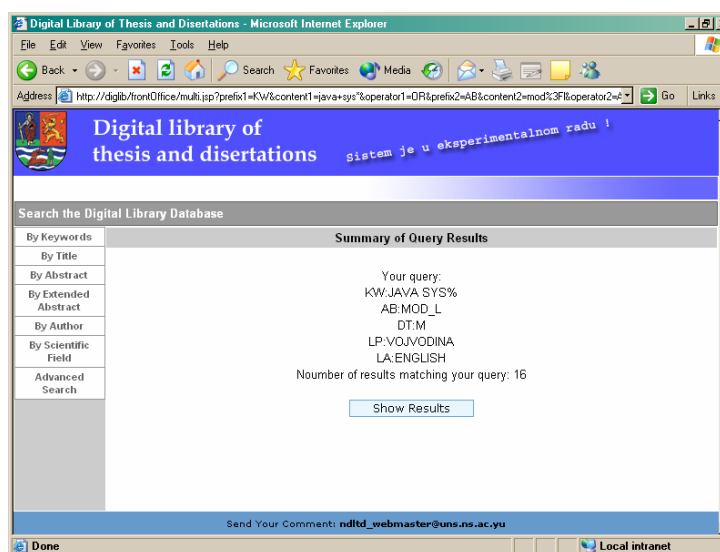 Digital Library of Thesis and Disertations - Microsoft Internet Explorer
File Edit View Favorites Tools Help
Back Search Favorites Media
Address http://diglib/frontOffice/multi.jsp?prefix1=KW&content1=java+sys*&operator1=OR&prefix2=AB&content2=mod%3Fl&operator2=A Go Links
Digital library of
thesis and disertations
sistem je u eksperimentalnom radu !
Search the Digital Library Database
By Keywords
By Title
By Abstract
By Extended
Abstract
By Author
By Scientific
Field
Advanced
Search
Summary of Query Results
Your query:
KW:JAVA SYS%
AB:MOD_L
DT:M
LP:VOJVODINA
LA:ENGLISH
Noumber of results matching your query: 16
Show Results
Send Your Comment: ndltd_webmaster@uns.ns.ac.yu
Done Local intranet